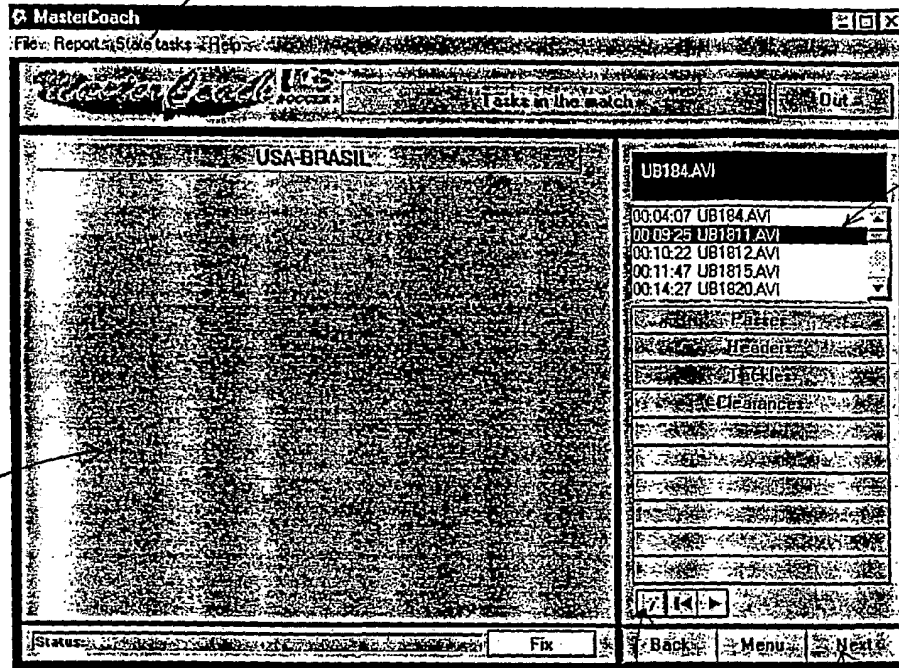 MasterCoach
File Reports State tasks Help
MasterCoach
Tasks in the match
Out
USA-BRASIL
UB184.AVI
00:04:07 UB184.AVI
00:09:25 UB1811.AVI
00:10:22 UB1812.AVI
00:11:47 UB1815.AVI
00:14:27 UB1820.AVI
Passes
Headers
Tackles
Clearances
Status:
Fix
Back
Menu
Next